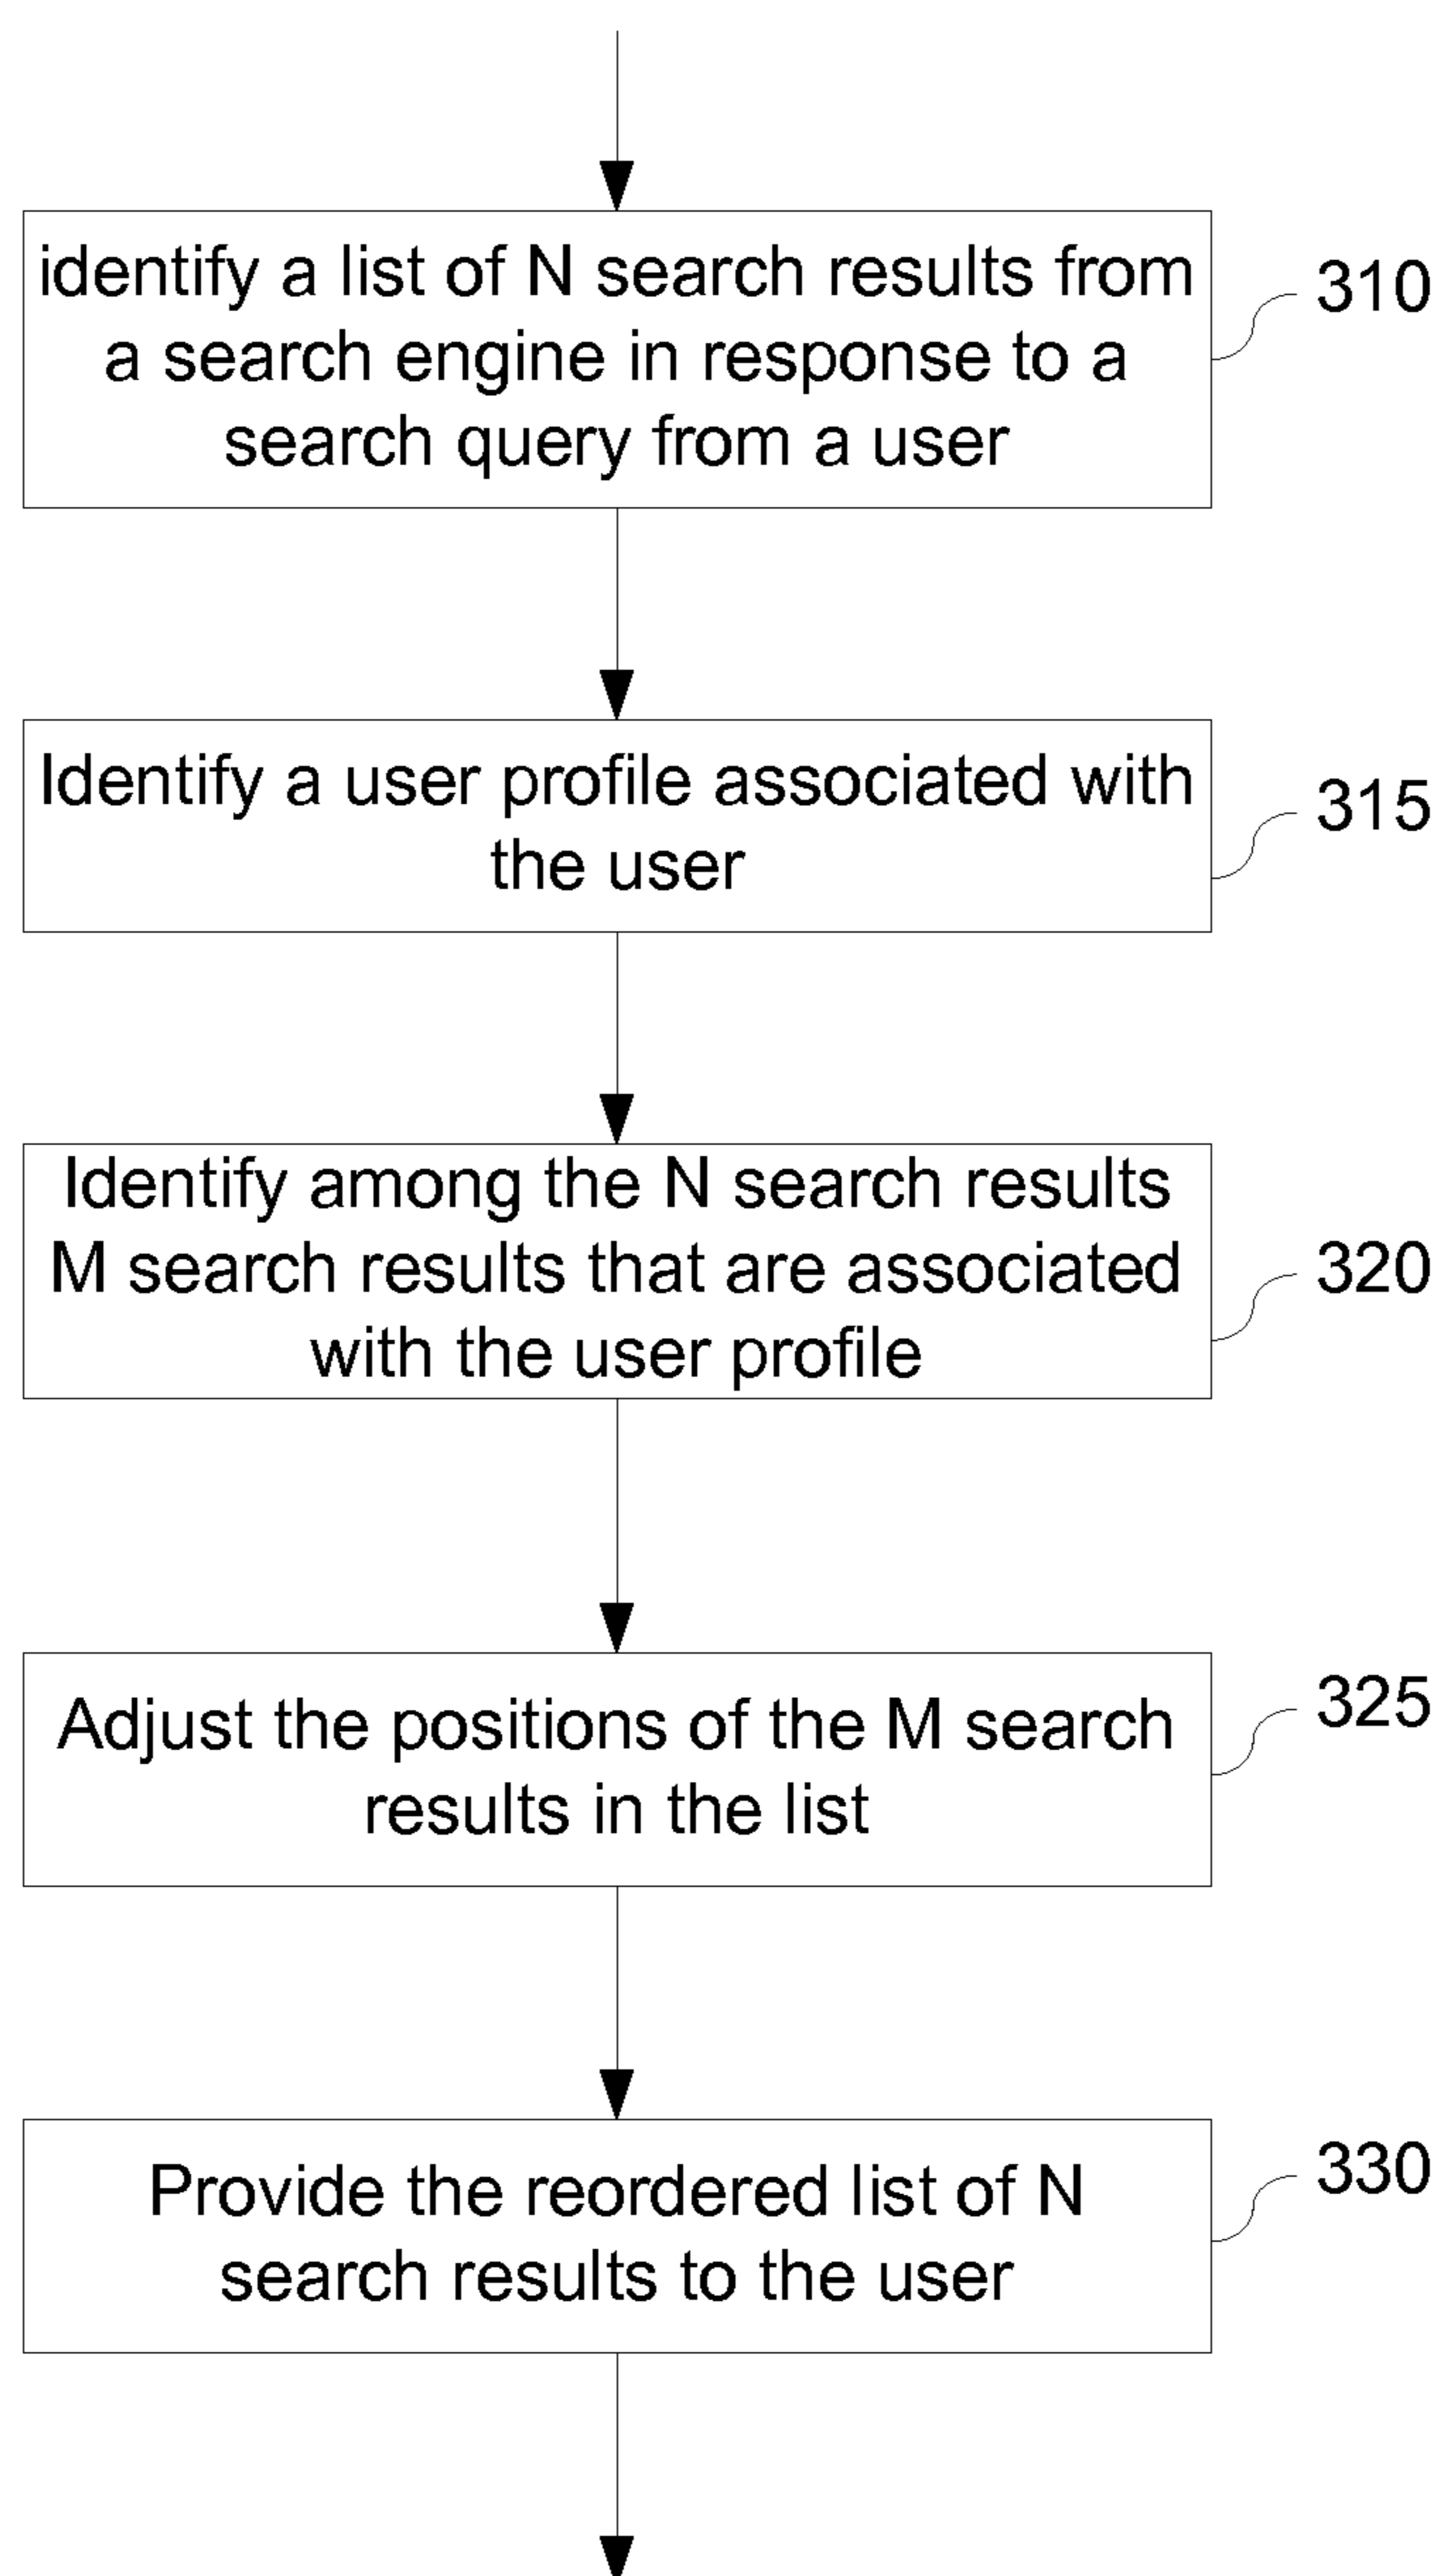 identify a list of N search results from
a search engine in response to a
search query from a user
310
Identify a user profile associated with
the user
315
Identify among the N search results
M search results that are associated
with the user profile
320
Adjust the positions of the M search
results in the list
325
Provide the reordered list of N
search results to the user
330